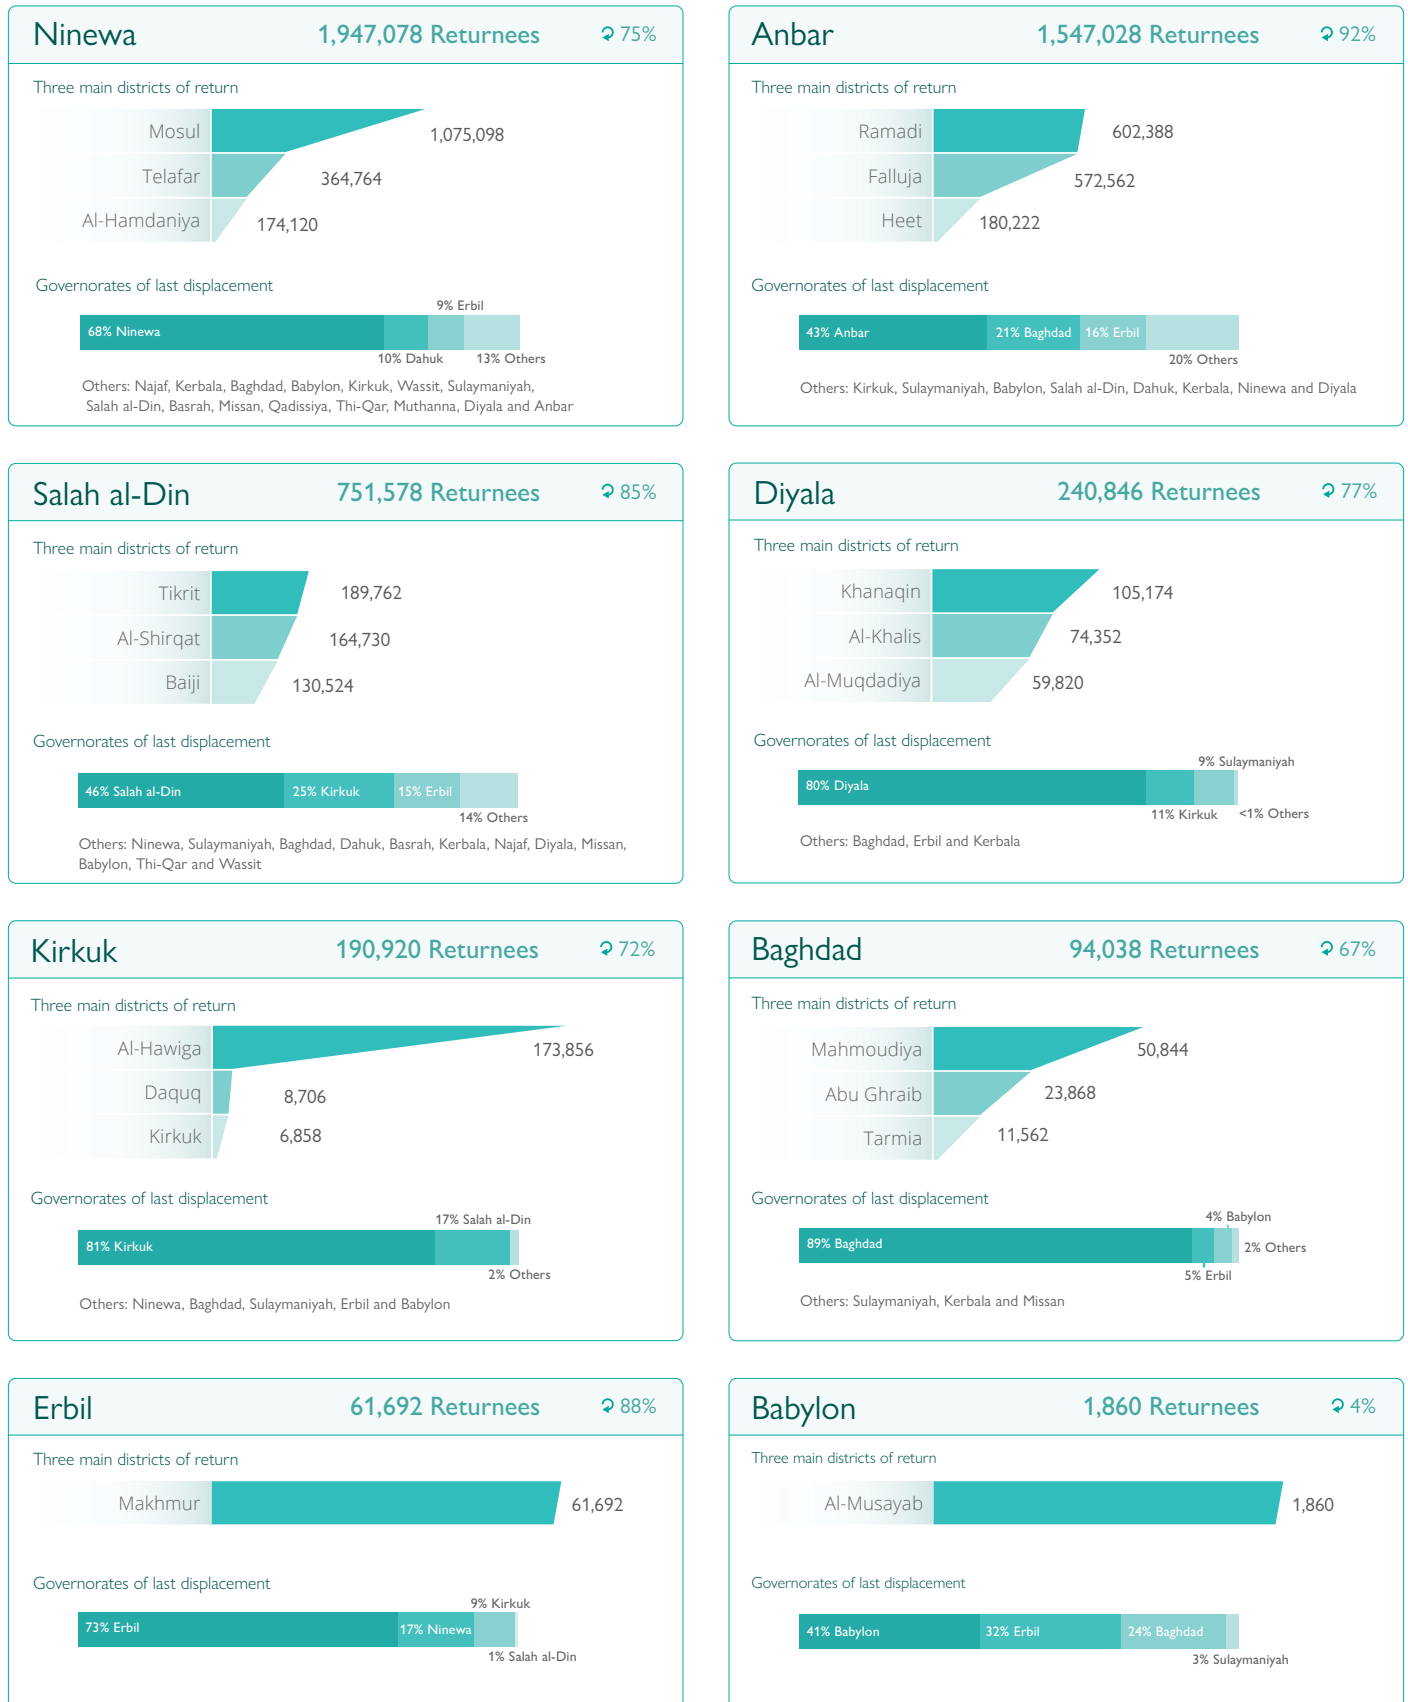 Ninewa
1,947,078 Returnees
75%
Three main districts of return
Mosul
1,075,098
Telafar
364,764
Al-Hamdaniya
174,120
Governorates of last displacement
9% Erbil
68% Ninewa
10% Dahuk
13% Others
Others: Najaf, Kerbala, Baghdad, Babylon, Kirkuk, Wassit, Sulaymaniyah,
Salah al-Din, Basrah, Missan, Qadissiya, Thi-Qar, Muthanna, Diyala and Anbar
Anbar
1,547,028 Returnees
92%
Three main districts of return
Ramadi
602,388
Falluja
572,562
Heet
180,222
Governorates of last displacement
43% Anbar
21% Baghdad
16% Erbil
20% Others
Others: Kirkuk, Sulaymaniyah, Babylon, Salah al-Din, Dahuk, Kerbala, Ninewa and Diyala
Salah al-Din
751,578 Returnees
85%
Three main districts of return
Tikrit
189,762
Al-Shirqat
164,730
Baiji
130,524
Governorates of last displacement
46% Salah al-Din
25% Kirkuk
15% Erbil
14% Others
Others: Ninewa, Sulaymaniyah, Baghdad, Dahuk, Basrah, Kerbala, Najaf, Diyala, Missan,
Babylon, Thi-Qar and Wassit
Diyala
240,846 Returnees
77%
Three main districts of return
Khanaqin
105,174
Al-Khalis
74,352
Al-Muqdadiya
59,820
Governorates of last displacement
9% Sulaymaniyah
80% Diyala
11% Kirkuk
<1% Others
Others: Baghdad, Erbil and Kerbala
Kirkuk
190,920 Returnees
72%
Three main districts of return
Al-Hawiga
173,856
Daquq
8,706
Kirkuk
6,858
Governorates of last displacement
17% Salah al-Din
81% Kirkuk
2% Others
Others: Ninewa, Baghdad, Sulaymaniyah, Erbil and Babylon
Baghdad
94,038 Returnees
67%
Three main districts of return
Mahmoudiya
50,844
Abu Ghraib
23,868
Tarmia
11,562
Governorates of last displacement
4% Babylon
89% Baghdad
2% Others
5% Erbil
Others: Sulaymaniyah, Kerbala and Missan
Erbil
61,692 Returnees
88%
Three main districts of return
Makhmur
61,692
Governorates of last displacement
9% Kirkuk
73% Erbil
17% Ninewa
1% Salah al-Din
Babylon
1,860 Returnees
4%
Three main districts of return
Al-Musayab
1,860
Governorates of last displacement
41% Babylon
32% Erbil
24% Baghdad
3% Sulaymaniyah